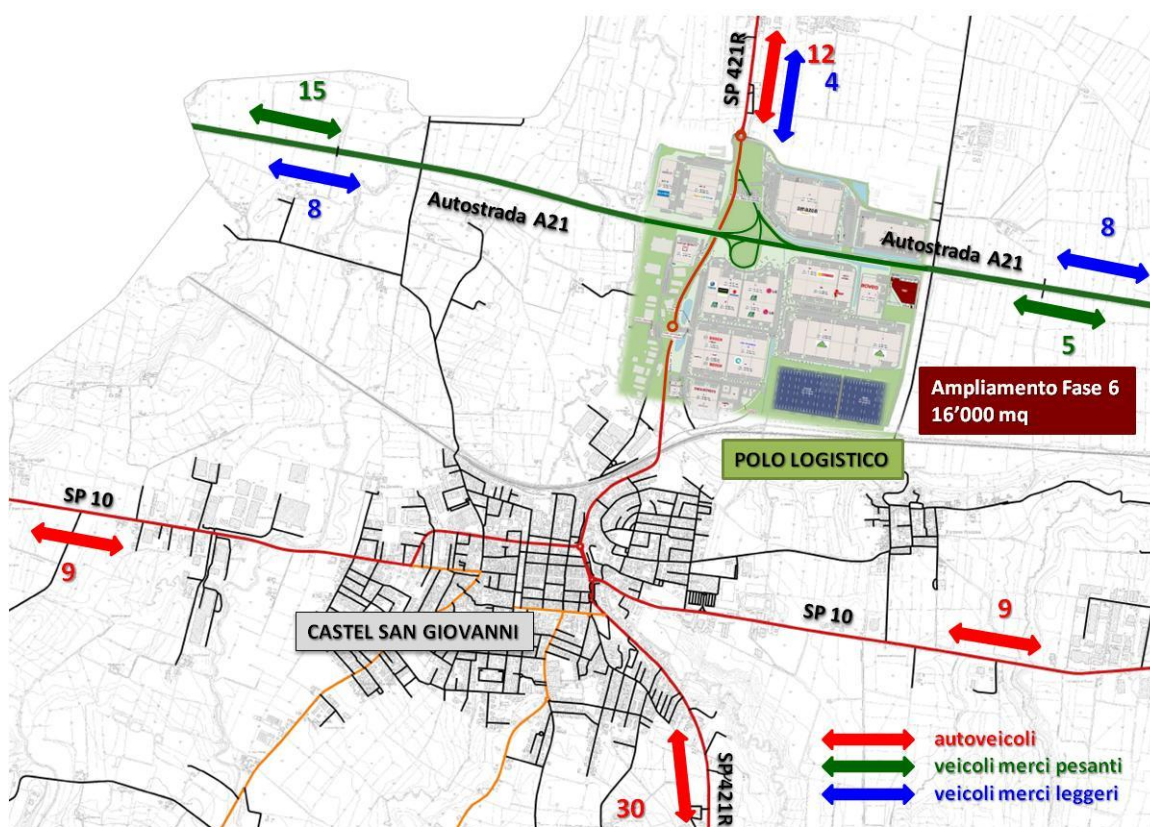 SP 421R
12
4
15
8
Autostrada A21
Autostrada A21
8
5
Ampliamento Fase 6
16’000 mq
POLO LOGISTICO
SP 10
9
CASTEL SAN GIOVANNI
SP 10
9
30
SP421R
autoveicoli
veicoli merci pesanti
veicoli merci leggeri